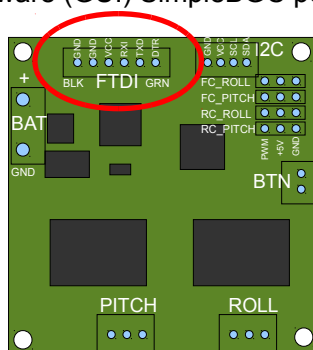 ware (GUI) SimpleBGC p
GND GND VCC RXI TXD DTR
GND VCC SCL SDA
I2C
BLK FTDI GRN
+
BAT
GND
FC_ROLL
FC_PITCH
RC_ROLL
RC_PITCH
PWM +5V GND
BTN
PITCH ROLL